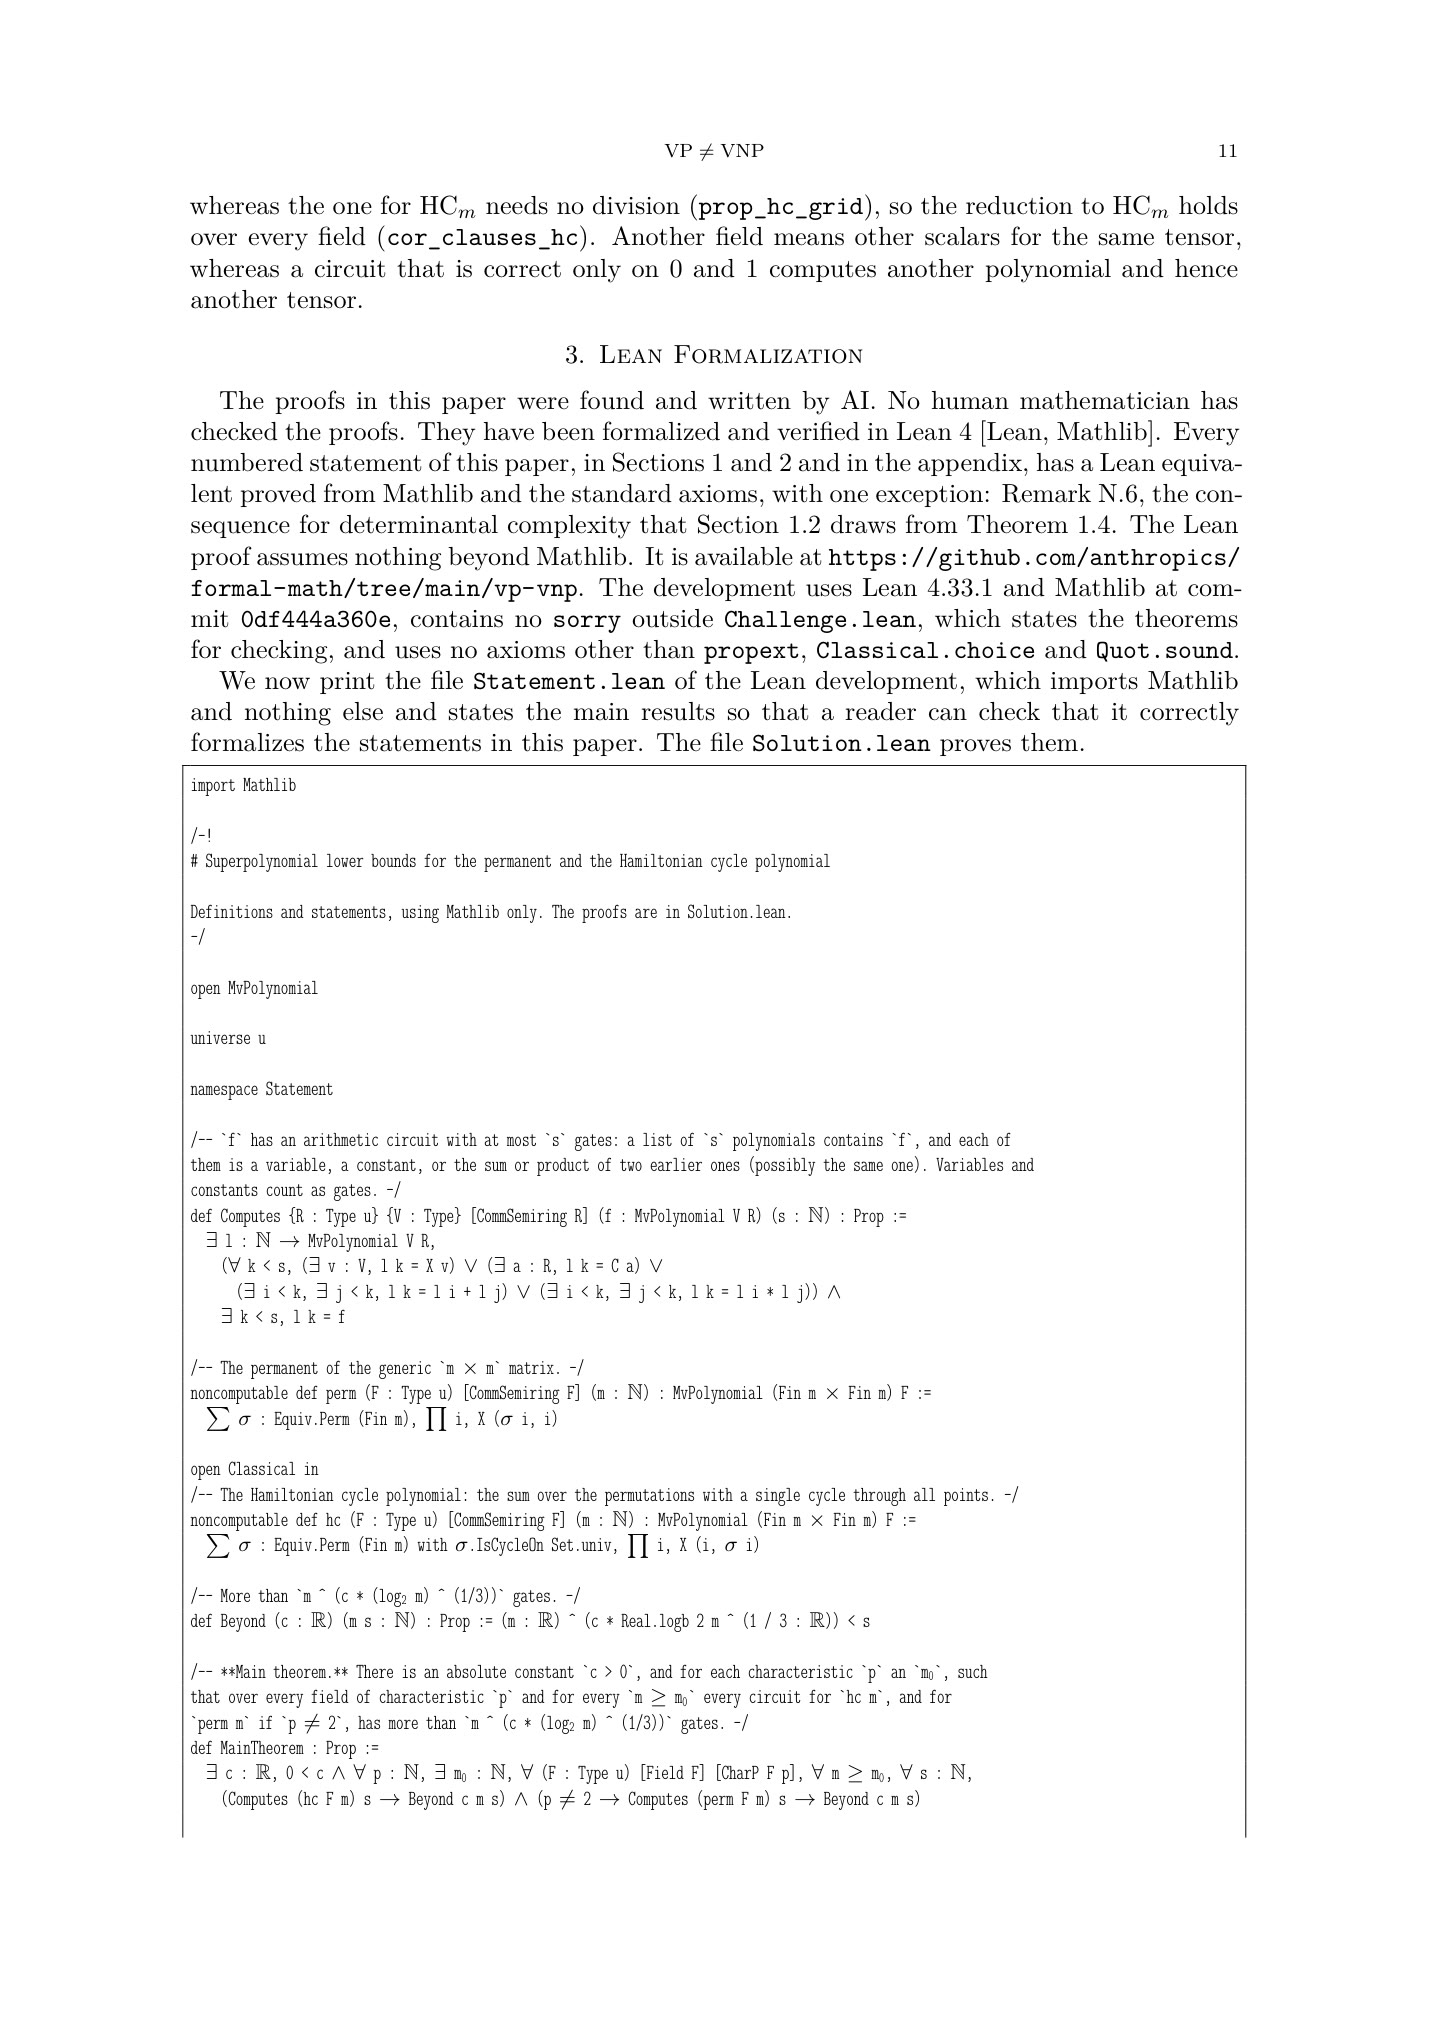 VP ≠ VNP 11
whereas the one for HCₘ needs no division (prop_hc_grid), so the reduction to HCₘ holds
over every field (cor_clauses_hc). Another field means other scalars for the same tensor,
whereas a circuit that is correct only on 0 and 1 computes another polynomial and hence
another tensor.
3. Lean Formalization
The proofs in this paper were found and written by AI. No human mathematician has
checked the proofs. They have been formalized and verified in Lean 4 [Lean, Mathlib]. Every
numbered statement of this paper, in Sections 1 and 2 and in the appendix, has a Lean equiva-
lent proved from Mathlib and the standard axioms, with one exception: Remark N.6, the con-
sequence for determinantal complexity that Section 1.2 draws from Theorem 1.4. The Lean
proof assumes nothing beyond Mathlib. It is available at https://github.com/anthropics/
formal-math/tree/main/vp-vnp. The development uses Lean 4.33.1 and Mathlib at com-
mit 0df444a360e, contains no sorry outside Challenge.lean, which states the theorems
for checking, and uses no axioms other than propext, Classical.choice and Quot.sound.
We now print the file Statement.lean of the Lean development, which imports Mathlib
and nothing else and states the main results so that a reader can check that it correctly
formalizes the statements in this paper. The file Solution.lean proves them.
import Mathlib
/-!
# Superpolynomial lower bounds for the permanent and the Hamiltonian cycle polynomial
Definitions and statements, using Mathlib only. The proofs are in Solution.lean.
-/
open MvPolynomial
universe u
namespace Statement
/-- `f` has an arithmetic circuit with at most `s` gates: a list of `s` polynomials contains `f`, and each of
them is a variable, a constant, or the sum or product of two earlier ones (possibly the same one). Variables and
constants count as gates. -/
def Computes {R : Type u} {V : Type} [CommSemiring R] (f : MvPolynomial V R) (s : ℕ) : Prop :=
∃ l : ℕ → MvPolynomial V R,
(∀ k < s, (∃ v : V, l k = X v) ∨ (∃ a : R, l k = C a) ∨
(∃ i < k, ∃ j < k, l k = l i + l j) ∨ (∃ i < k, ∃ j < k, l k = l i * l j)) ∧
∃ k < s, l k = f
/-- The permanent of the generic `m × m` matrix. -/
noncomputable def perm (F : Type u) [CommSemiring F] (m : ℕ) : MvPolynomial (Fin m × Fin m) F :=
∑ σ : Equiv.Perm (Fin m), ∏ i, X (σ i, i)
open Classical in
/-- The Hamiltonian cycle polynomial: the sum over the permutations with a single cycle through all points. -/
noncomputable def hc (F : Type u) [CommSemiring F] (m : ℕ) : MvPolynomial (Fin m × Fin m) F :=
∑ σ : Equiv.Perm (Fin m) with σ.IsCycleOn Set.univ, ∏ i, X (i, σ i)
/-- More than `m ^ (c * (log₂ m) ^ (1/3))` gates. -/
def Beyond (c : ℝ) (m s : ℕ) : Prop := (m : ℝ) ^ (c * Real.logb 2 m ^ (1 / 3 : ℝ)) < s
/-- **Main theorem.** There is an absolute constant `c > 0`, and for each characteristic `p` an `m₀`, such
that over every field of characteristic `p` and for every `m ≥ m₀` every circuit for `hc m`, and for
`perm m` if `p ≠ 2`, has more than `m ^ (c * (log₂ m) ^ (1/3))` gates. -/
def MainTheorem : Prop :=
∃ c : ℝ, 0 < c ∧ ∀ p : ℕ, ∃ m₀ : ℕ, ∀ (F : Type u) [Field F] [CharP F p], ∀ m ≥ m₀, ∀ s : ℕ,
(Computes (hc F m) s → Beyond c m s) ∧ (p ≠ 2 → Computes (perm F m) s → Beyond c m s)